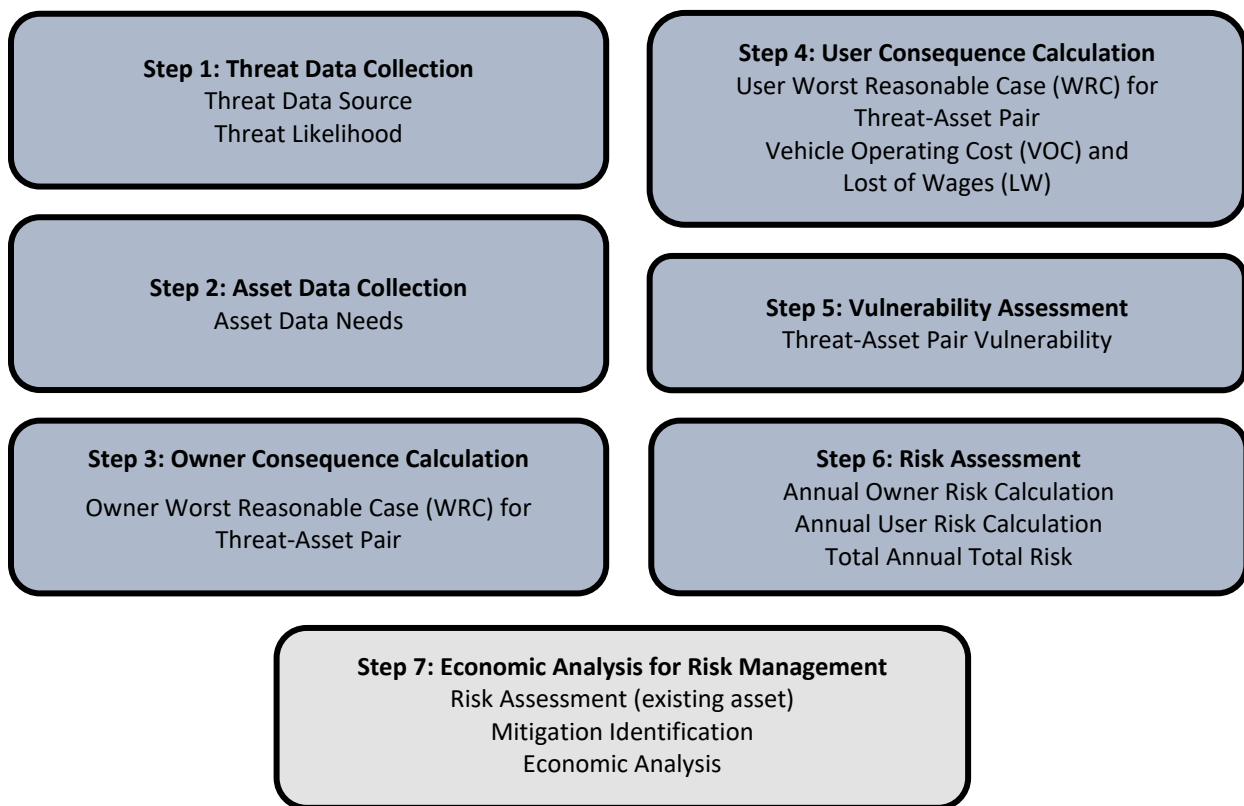 Step 1: Threat Data Collection
Threat Data Source
Threat Likelihood
Step 2: Asset Data Collection
Asset Data Needs
Step 3: Owner Consequence Calculation
Owner Worst Reasonable Case (WRC) for
Threat-Asset Pair
Step 4: User Consequence Calculation
User Worst Reasonable Case (WRC) for
Threat-Asset Pair
Vehicle Operating Cost (VOC) and
Lost of Wages (LW)
Step 5: Vulnerability Assessment
Threat-Asset Pair Vulnerability
Step 6: Risk Assessment
Annual Owner Risk Calculation
Annual User Risk Calculation
Total Annual Total Risk
Step 7: Economic Analysis for Risk Management
Risk Assessment (existing asset)
Mitigation Identification
Economic Analysis